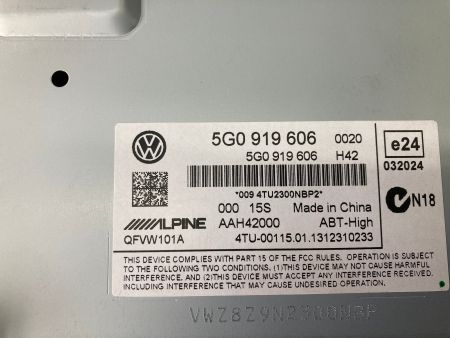 5G0 919 606 0020
5G0 919 606 H42
e24
032024
*009 4TU2300NBP2*
000 15S Made in China
N18
ALPINE AAH42000 ABT-High
QFVW101A 4TU-00115.01.1312310233
THIS DEVICE COMPLIES WITH PART 15 OF THE FCC RULES. OPERATION IS SUBJECT
TO THE FOLLOWING TWO CONDITIONS. (1)THIS DEVICE MAY NOT CAUSE HARMFUL
INTERFERENCE, AND (2)THIS DEVICE MUST ACCEPT ANY INTERFERENCE RECEIVED,
INCLUDING INTERFERENCE THAT MAY CAUSE UNDESIRED OPERATION.